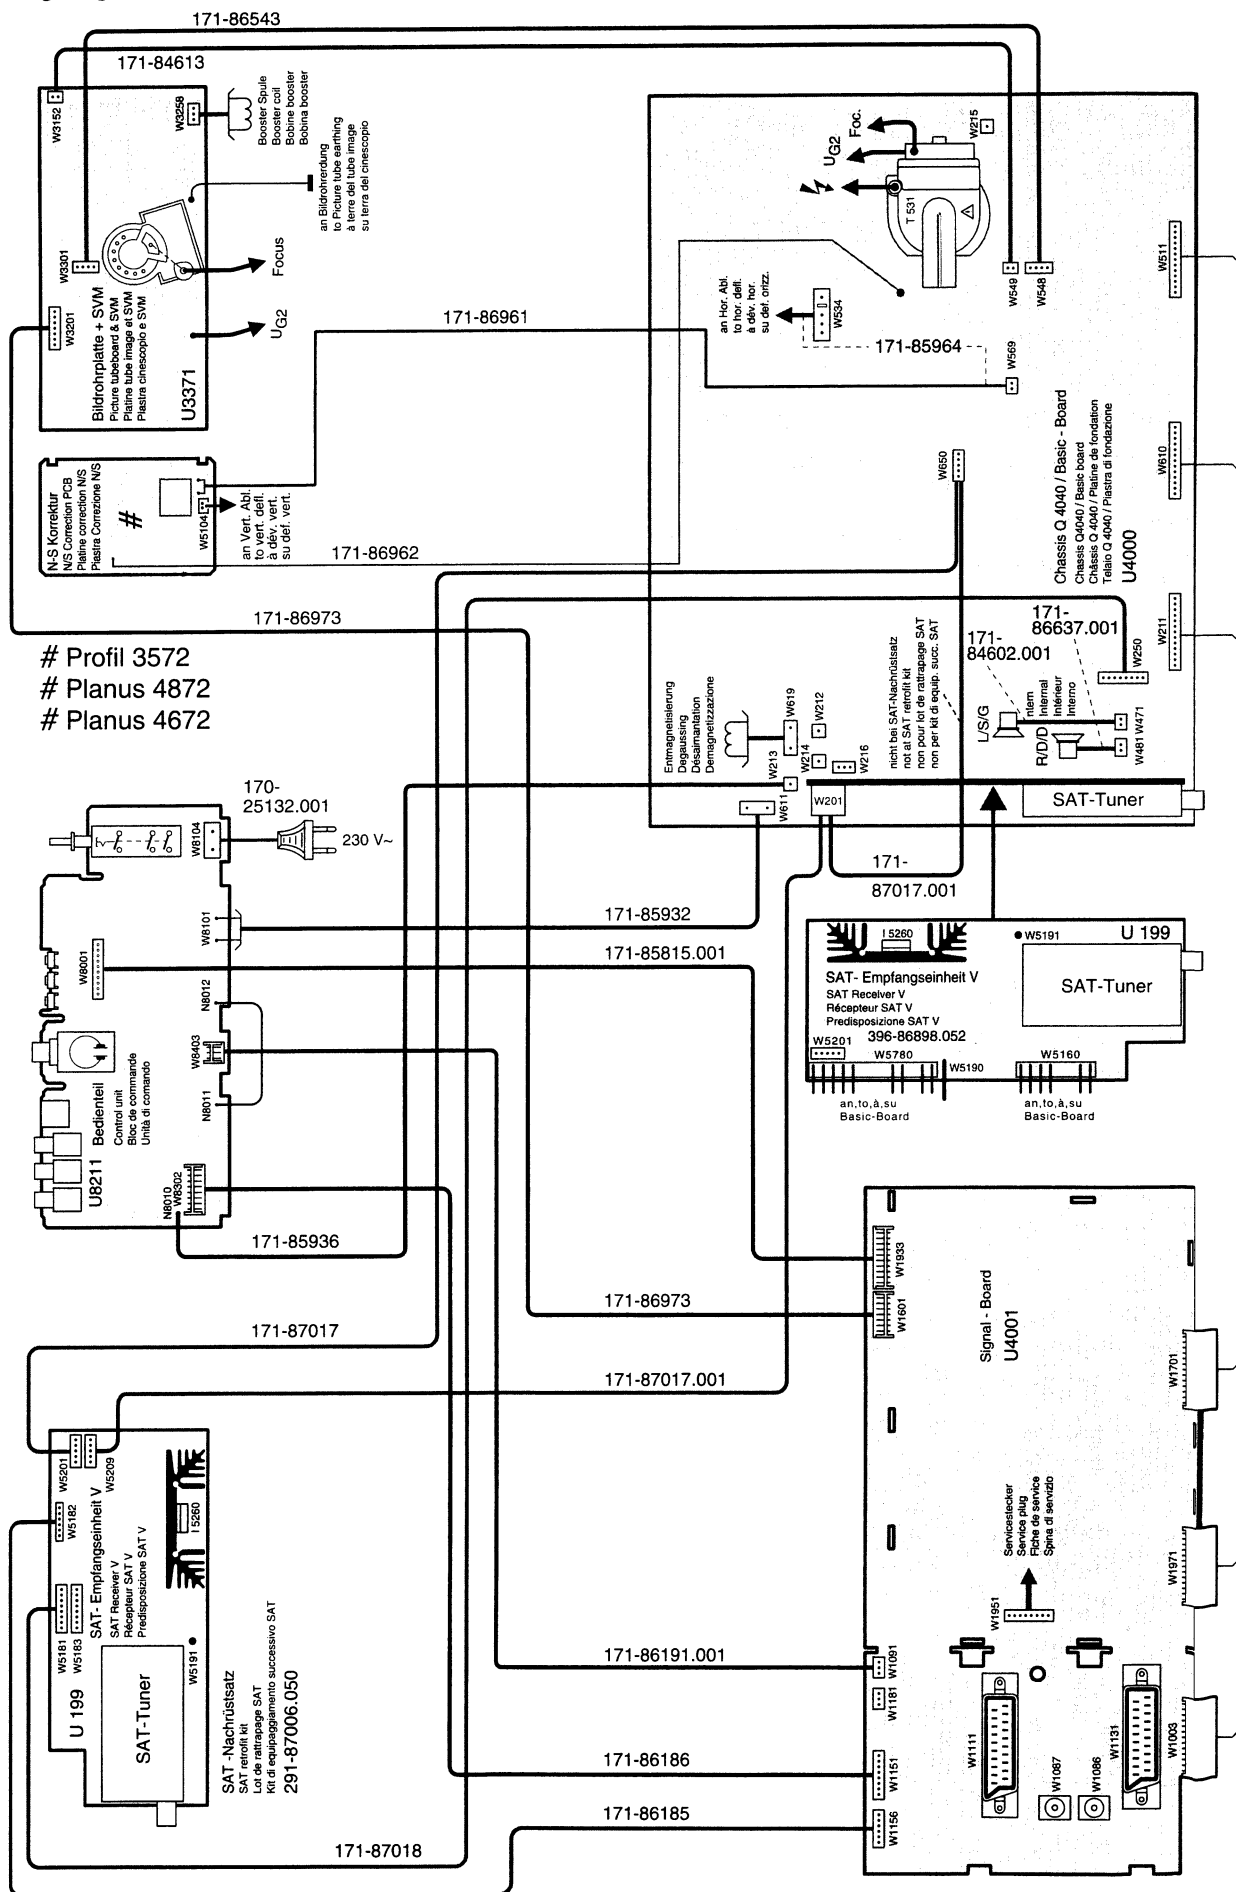 171-86543
171-84613
W3152
W3258
Booster Spule
Booster coil
Bobine booster
Bobina booster
an Bildrohrerdung
to Picture tube earthing
à terre del tube image
su terra del cinescopio
W3301
W3201
Focus
UG2
Bildrohrplatte + SVM
Picture tubeboard & SVM
Platine tube image et SVM
Piastra cinescopio e SVM
U3371
N-S Korrektur
N/S Correction PCB
Platine correction N/S
Piastra Correzione N/S
#
W5104
an Vert. Abl.
to vert. defl.
à dév. vert.
su def. vert.
171-86961
171-86962
171-86973
# Profil 3572
# Planus 4872
# Planus 4672
Foc.
UG2
W215
T 531
W549
W548
W511
an Hor. Abl.
to hor. defl.
à dév. hor.
su def. orizz.
W534
171-85964
W569
W650
W610
Chassis Q 4040 / Basic - Board
Chassis Q4040 / Basic board
Châssis Q 4040 / Platine de fondation
Telaio Q 4040 / Piastra di fondazione
U4000
W211
171-
86637.001
171-
84602.001
W250
nicht bei SAT-Nachrüstsatz
not at SAT retrofit kit
non pour lot de rattrapage SAT
non per kit di equip. succ. SAT
L/S/G
R/D/D
ntern
Internal
Intérieur
Interno
W481
W471
Entmagnetisierung
Degaussing
Désaimantation
Demagnetizzazione
W619
W212
W213
W214
W216
W611
W201
SAT-Tuner
170-
25132.001
W8104
230 V~
171-
87017.001
W8101
171-85932
171-85815.001
W8001
N8012
W8403
N8011
Bedienteil
Control unit
Bloc de commande
Unità di comando
U8211
N8010
W8302
171-85936
I 5260
W5191
U 199
SAT- Empfangseinheit V
SAT Receiver V
Récepteur SAT V
Predisposizione SAT V
396-86898.052
SAT-Tuner
W5201
W5780
W5190
W5160
an,to,à,su
Basic-Board
an,to,à,su
Basic-Board
171-86973
171-87017
171-87017.001
W1933
W1601
Signal - Board
U4001
W1701
W5201
W5209
W5182
W5181
W5183
SAT- Empfangseinheit V
SAT Receiver V
Récepteur SAT V
Predisposizione SAT V
I 5260
U 199
SAT-Tuner
W5191
SAT -Nachrüstsatz
SAT retrofit kit
Lot de rattrapage SAT
Kit di equipaggiamento successivo SAT
291-87006.050
Servicestecker
Service plug
Fiche de service
Spina di servizio
W1951
W1971
171-86191.001
W1091
W1181
171-86186
W1151
171-86185
W1156
W1111
W1131
W1003
W1087
W1086
171-87018